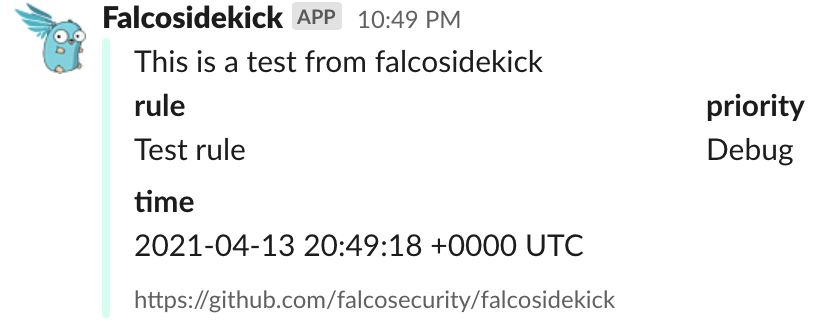 Falcosidekick APP 10:49 PM
This is a test from falcosidekick
rule priority
Test rule Debug
time
2021-04-13 20:49:18 +0000 UTC
https://github.com/falcosecurity/falcosidekick